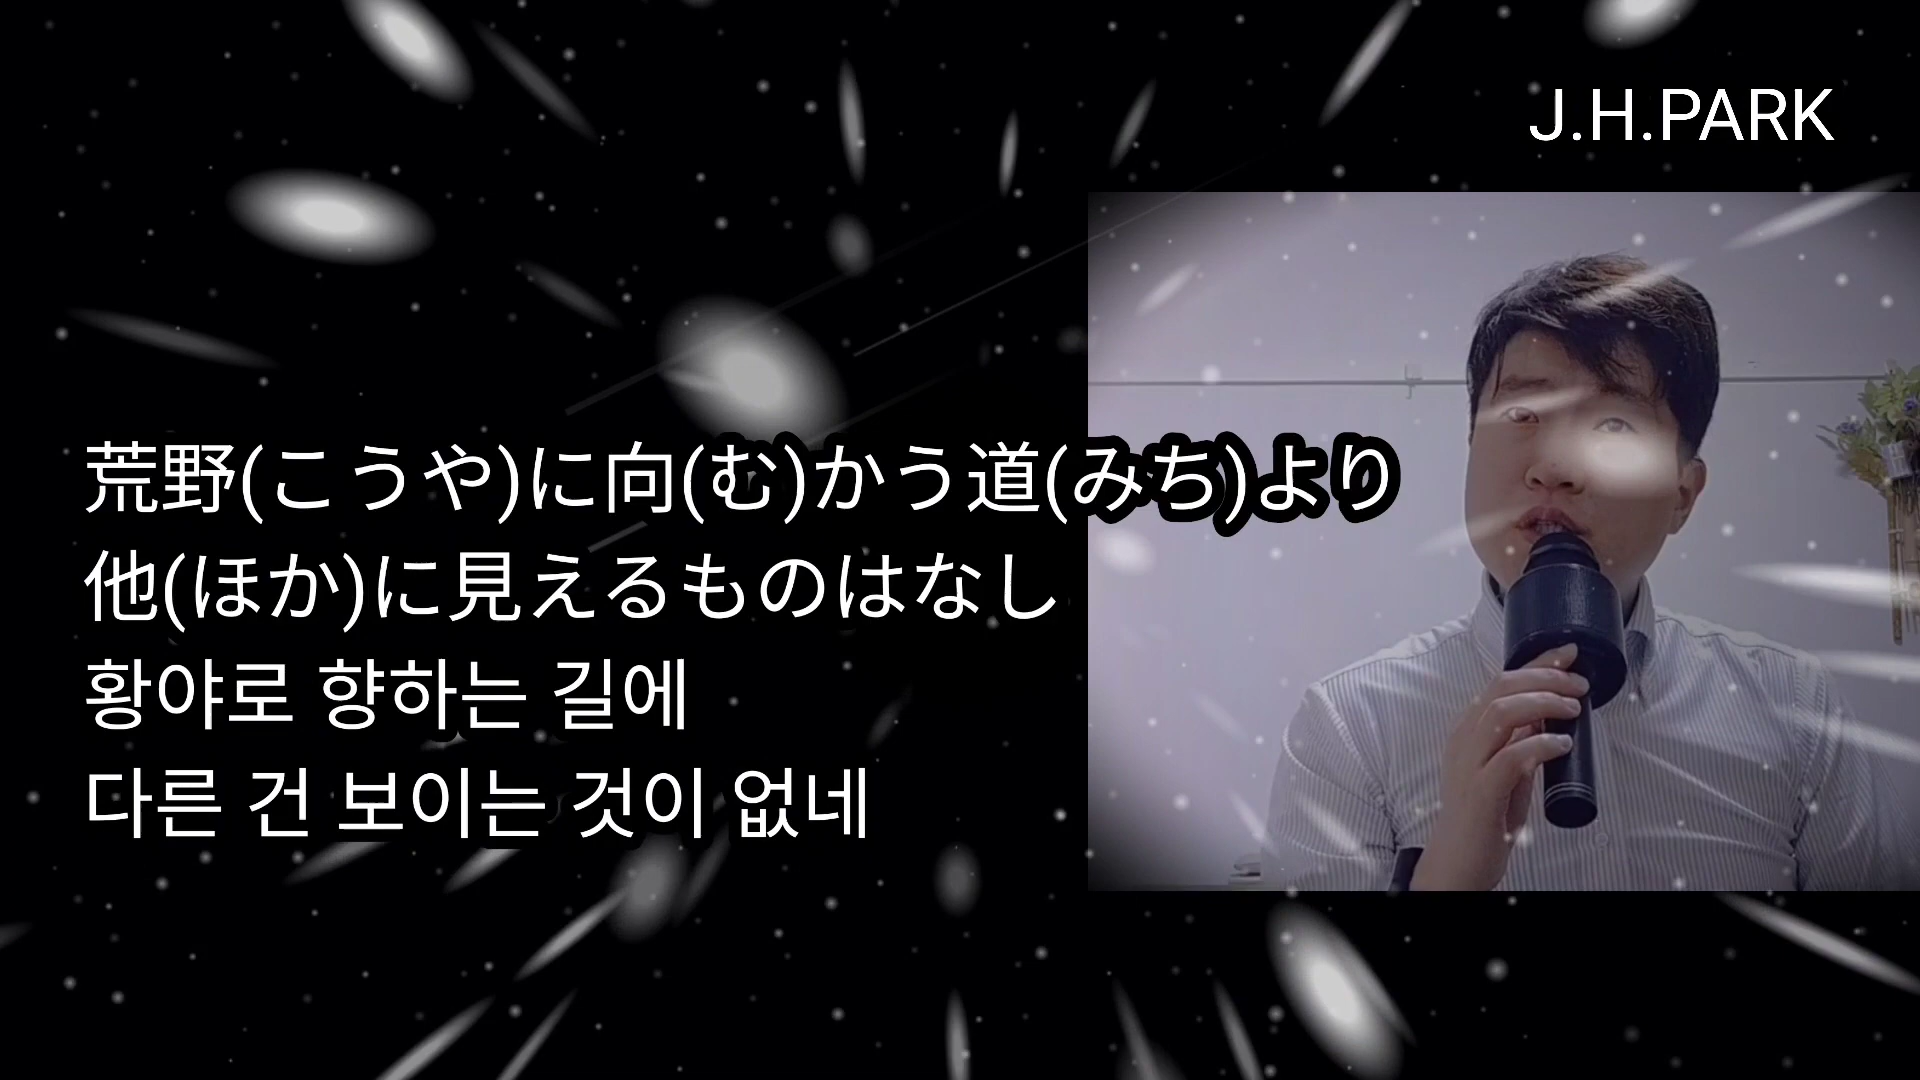 J.H.PARK
荒野(こうや)に向(む)かう道(みち)より
他(ほか)に見えるものはなし
황야로 향하는 길에
다른 건 보이는 것이 없네